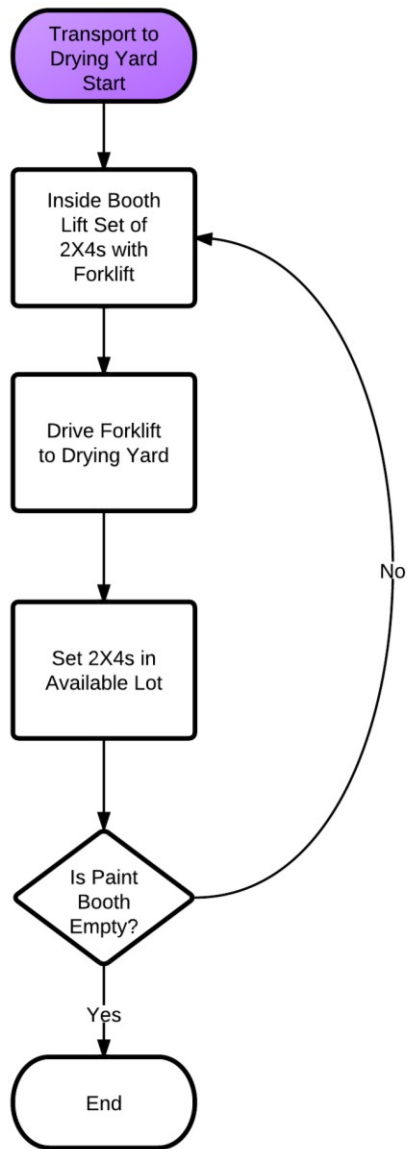 Transport to
Drying Yard
Start
Inside Booth
Lift Set of
2X4s with
Forklift
Drive Forklift
to Drying Yard
No
Set 2X4s in
Available Lot
Is Paint
Booth
Empty?
Yes
End